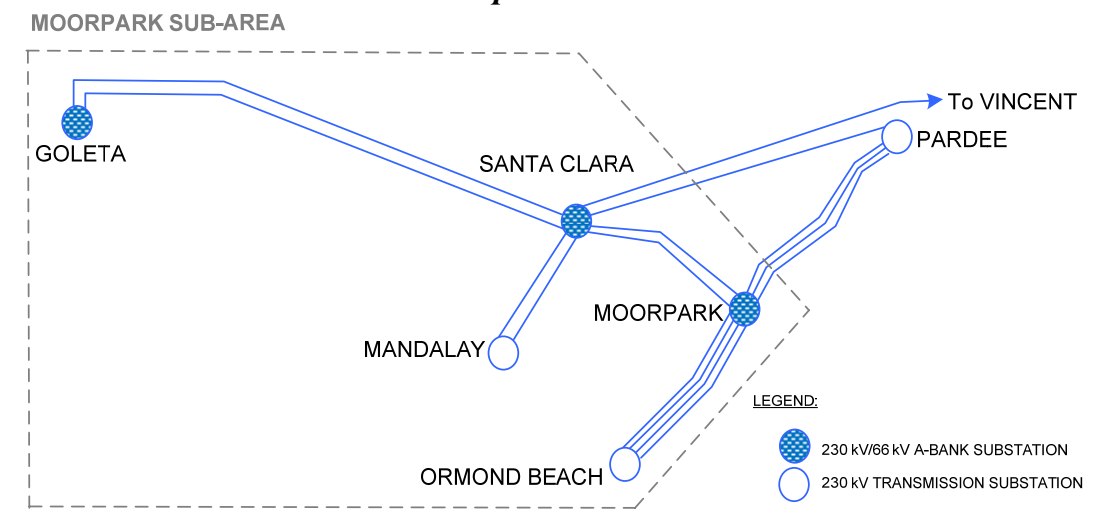 MOORPARK SUB-AREA
To VINCENT
PARDEE
GOLETA
SANTA CLARA
MOORPARK
MANDALAY
LEGEND:
230 kV/66 kV A-BANK SUBSTATION
ORMOND BEACH
230 kV TRANSMISSION SUBSTATION